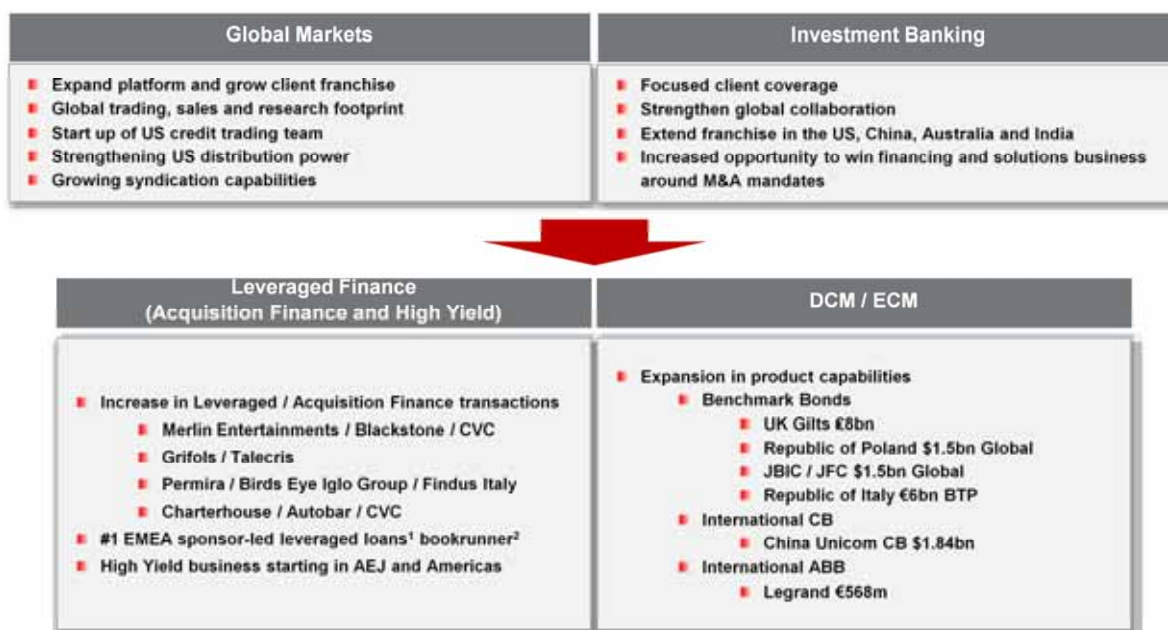 Global Markets
Expand platform and grow client franchise
Global trading, sales and research footprint
Start up of US credit trading team
Strengthening US distribution power
Growing syndication capabilities
Investment Banking
Focused client coverage
Strengthen global collaboration
Extend franchise in the US, China, Australia and India
Increased opportunity to win financing and solutions business
around M&A mandates
Leveraged Finance
(Acquisition Finance and High Yield)
Increase in Leveraged / Acquisition Finance transactions
Merlin Entertainments / Blackstone / CVC
Grifols / Talecris
Permira / Birds Eye Iglo Group / Findus Italy
Charterhouse / Autobar / CVC
#1 EMEA sponsor-led leveraged loans¹ bookrunner²
High Yield business starting in AEJ and Americas
DCM / ECM
Expansion in product capabilities
Benchmark Bonds
UK Gilts £8bn
Republic of Poland $1.5bn Global
JBIC / JFC $1.5bn Global
Republic of Italy €6bn BTP
International CB
China Unicom CB $1.84bn
International ABB
Legrand €568m